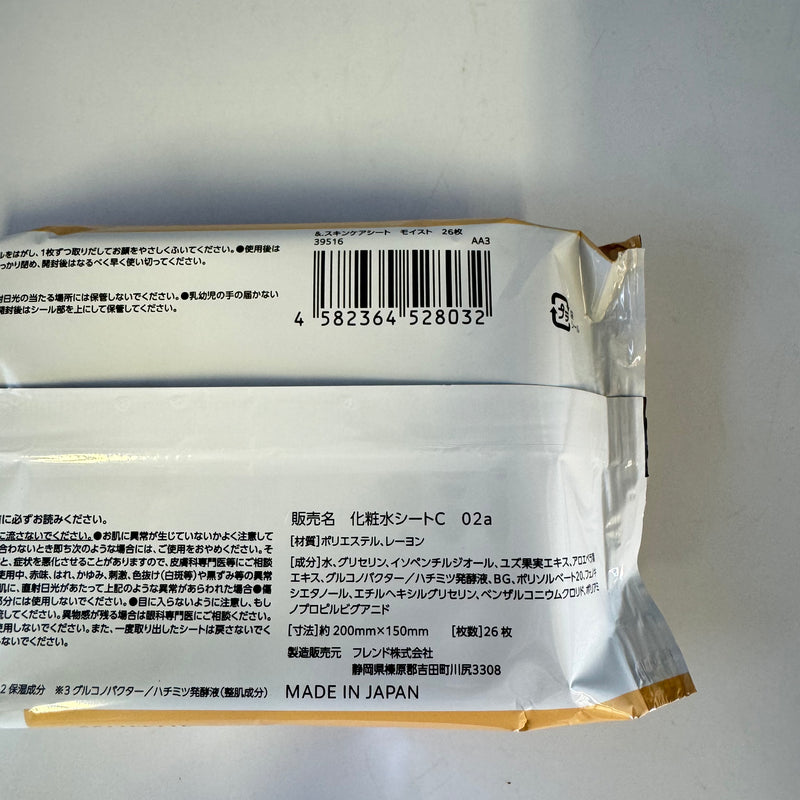 &.スキンケアシート　モイスト　26枚
39516　AA3
ルをはがし、1枚ずつ取りだしてお顔をやさしくふいてください。●使用後は
っかり閉め、開封後はなるべく早く使い切ってください。
射日光の当たる場所には保管しないでください。●乳幼児の手の届かない
開封後はシール部を上にして保管してください。
4 582364 528032
プラ
に必ずお読みください。
に流さないでください。●お肌に異常が生じていないかよく注意して
合わないとき即ち次のような場合には、ご使用をおやめください。そ
と、症状を悪化させることがありますので、皮膚科専門医等にご相談
使用中、赤味、はれ、かゆみ、刺激、色抜け(白斑等)や黒ずみ等の異常
肌に、直射日光があたって上記のような異常があらわれた場合●傷
部分には使用しないでください。●目に入らないように注意し、もし
流してください。異物感が残る場合は眼科専門医にご相談ください。
使用しないでください。また、一度取り出したシートは戻さないでく
ないでください。
2 保湿成分　※3 グルコノバクター／ハチミツ発酵液(整肌成分)
販売名　化粧水シートC　02a
[材質]ポリエステル、レーヨン
[成分]水、グリセリン、イソペンチルジオール、ユズ果実エキス、アロエベラ葉
エキス、グルコノバクター／ハチミツ発酵液、BG、ポリソルベート20、フェノキ
シエタノール、エチルヘキシルグリセリン、ベンザルコニウムクロリド、ポリアミ
ノプロピルビグアニド
[寸法]約 200mm×150mm　[枚数]26 枚
製造販売元　フレンド株式会社
静岡県榛原郡吉田町川尻3308
MADE IN JAPAN